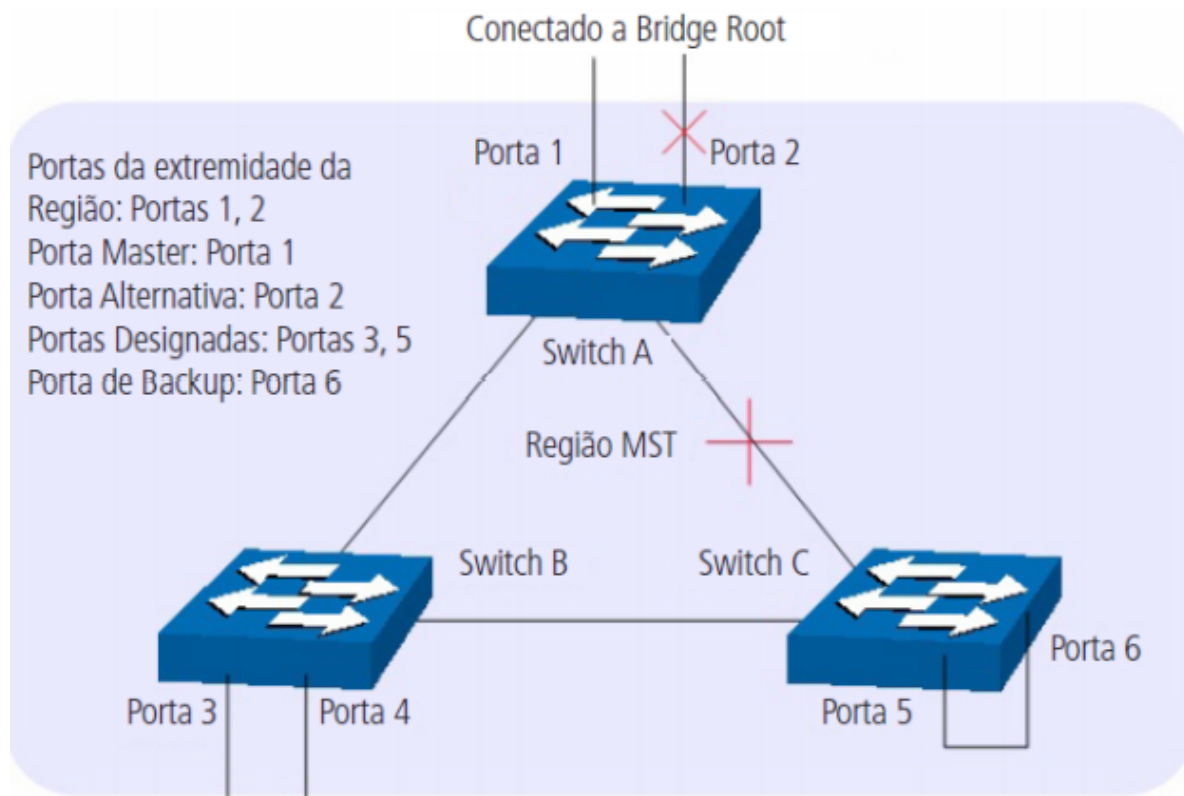 Conectado a Bridge Root
Porta 1
Porta 2
Portas da extremidade da
Região: Portas 1, 2
Porta Master: Porta 1
Porta Alternativa: Porta 2
Portas Designadas: Portas 3, 5
Porta de Backup: Porta 6
Switch A
Região MST
Switch B
Switch C
Porta 3
Porta 4
Porta 5
Porta 6